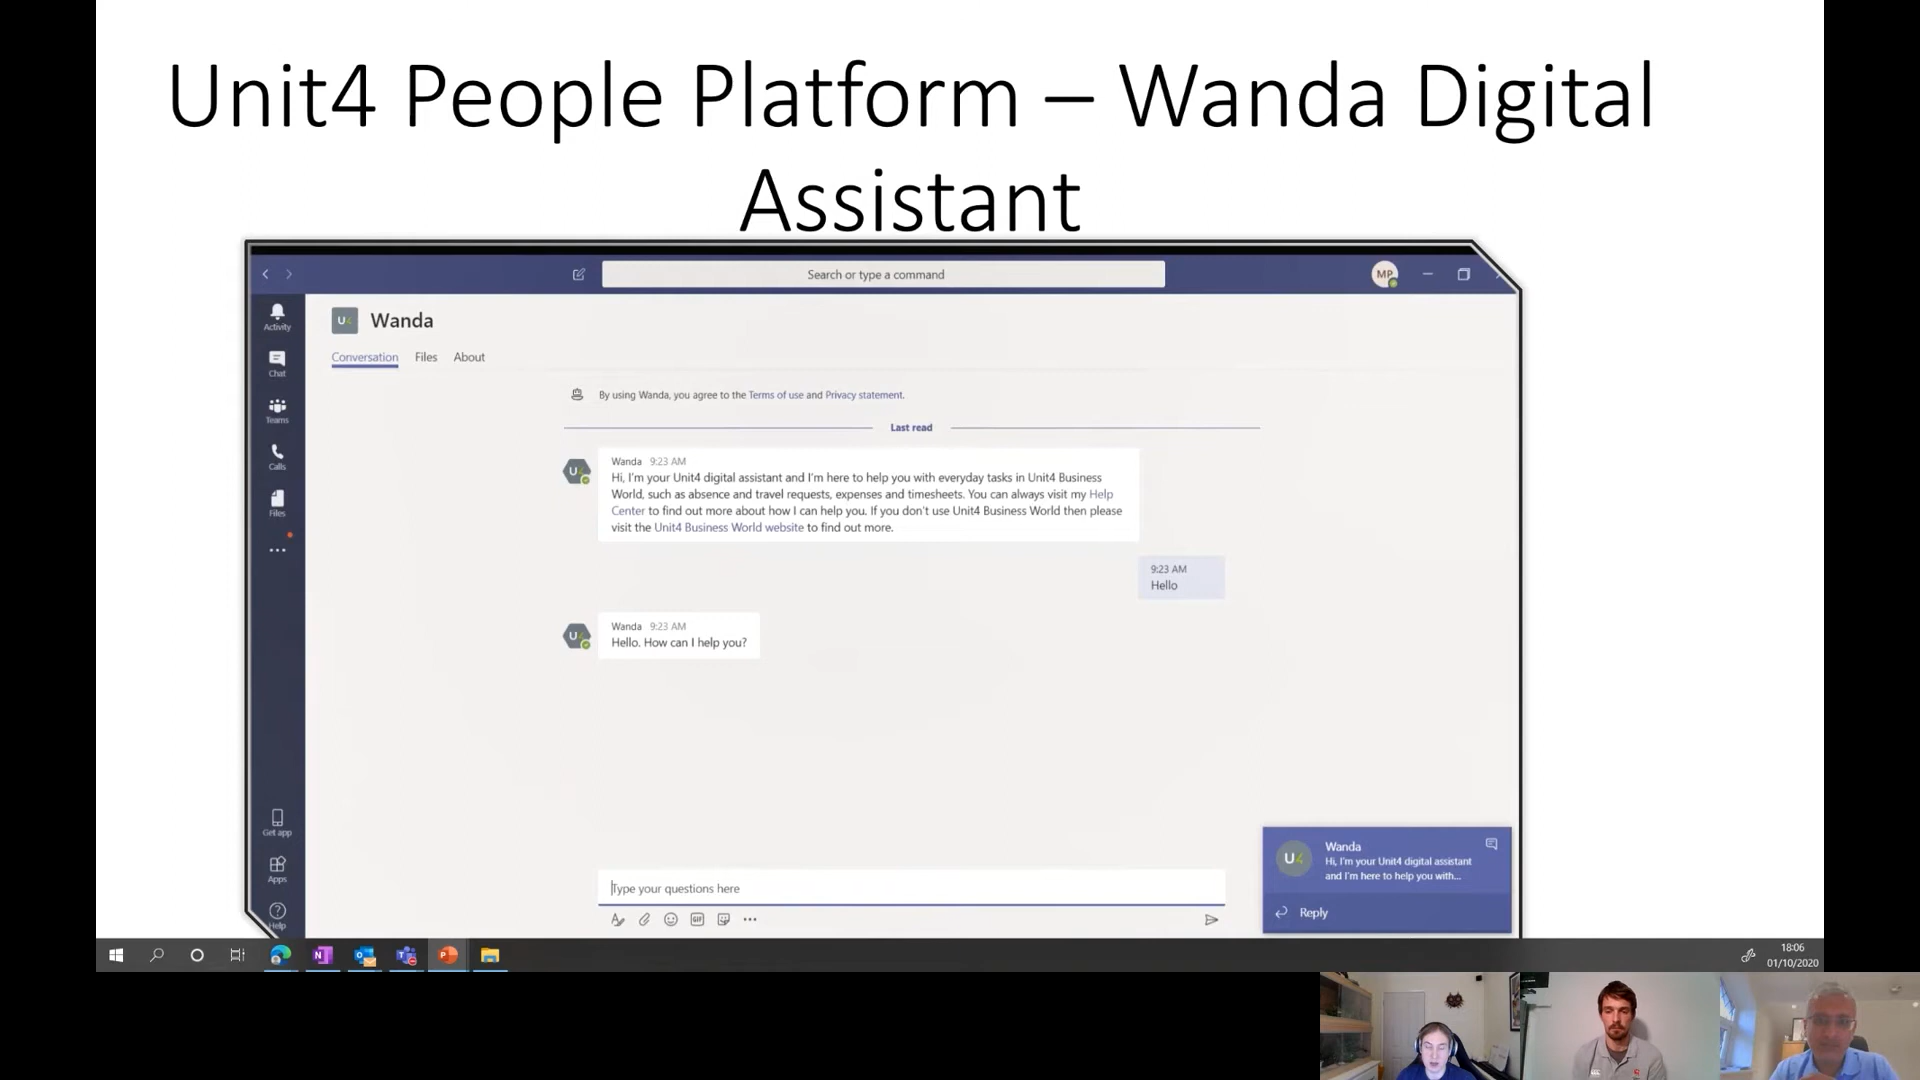 Unit4 People Platform – Wanda Digital
Assistant
Search or type a command
MP
Activity
Chat
Teams
Calls
Files
Get app
Apps
Help
U4
Wanda
Conversation Files About
By using Wanda, you agree to the Terms of use and Privacy statement.
Last read
Wanda 9:23 AM
Hi, I'm your Unit4 digital assistant and I'm here to help you with everyday tasks in Unit4 Business
World, such as absence and travel requests, expenses and timesheets. You can always visit my Help
Center to find out more about how I can help you. If you don't use Unit4 Business World then please
visit the Unit4 Business World website to find out more.
9:23 AM
Hello
Wanda 9:23 AM
Hello. How can I help you?
Type your questions here
GIF
U4
Wanda
Hi, I'm your Unit4 digital assistant
and I'm here to help you with...
Reply
18:06
01/10/2020